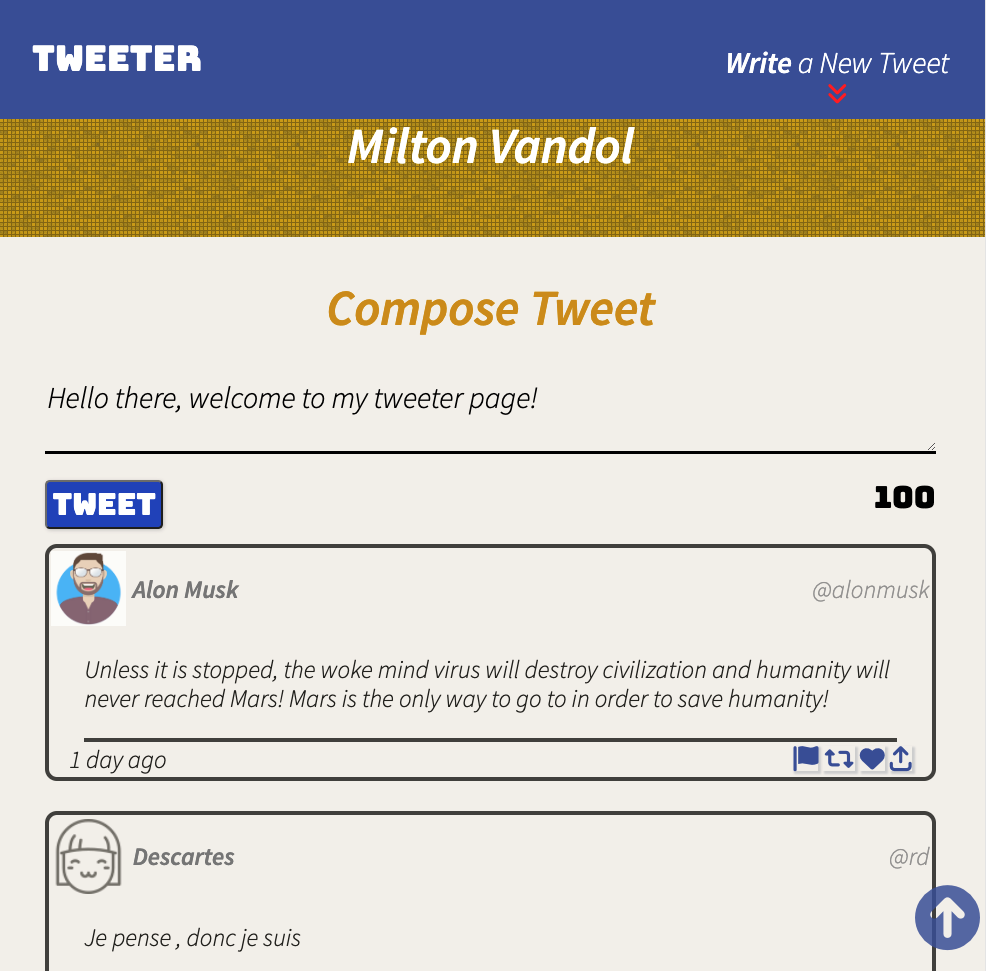 TWEETER
Write a New Tweet
Milton Vandol
Compose Tweet
Hello there, welcome to my tweeter page!
TWEET
100
Alon Musk
@alonmusk
Unless it is stopped, the woke mind virus will destroy civilization and humanity will
never reached Mars! Mars is the only way to go to in order to save humanity!
1 day ago
Descartes
@rd
Je pense , donc je suis